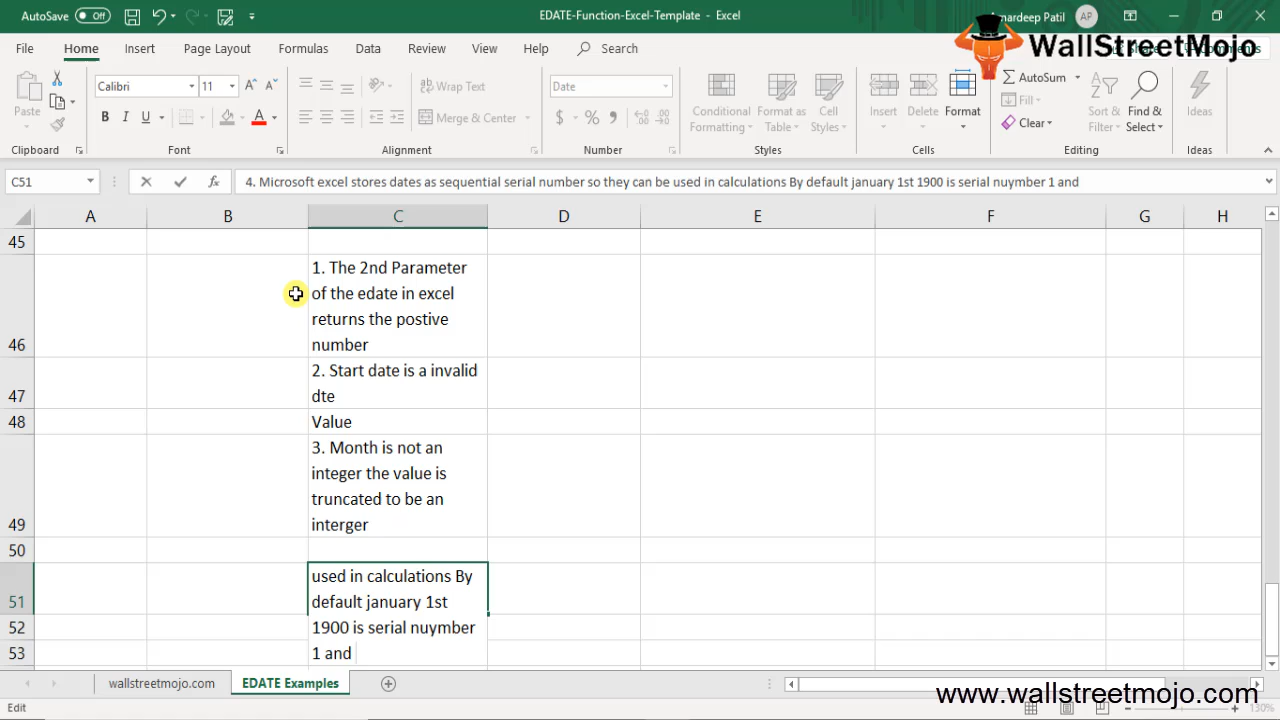 AutoSave Off EDATE-Function-Excel-Template - Excel Amardeep Patil AP
File Home Insert Page Layout Formulas Data Review View Help Search WallStreetMojo Comments
Paste Calibri 11 Wrap Text Date Conditional Formatting Format as Table Cell Styles Insert Delete Format AutoSum Sort & Filter Find & Select Ideas
B I U Merge & Center $ % Fill Clear
Clipboard Font Alignment Number Styles Cells Editing Ideas
C51 fx 4. Microsoft excel stores dates as sequential serial number so they can be used in calculations By default january 1st 1900 is serial nuymber 1 and
A B C D E F G H
45
1. The 2nd Parameter
of the edate in excel
returns the postive
46 number
2. Start date is a invalid
47 dte
48 Value
3. Month is not an
integer the value is
truncated to be an
49 interger
50
used in calculations By
51 default january 1st
52 1900 is serial nuymber
53 1 and
wallstreetmojo.com EDATE Examples
www.wallstreetmojo.com
Edit 130%